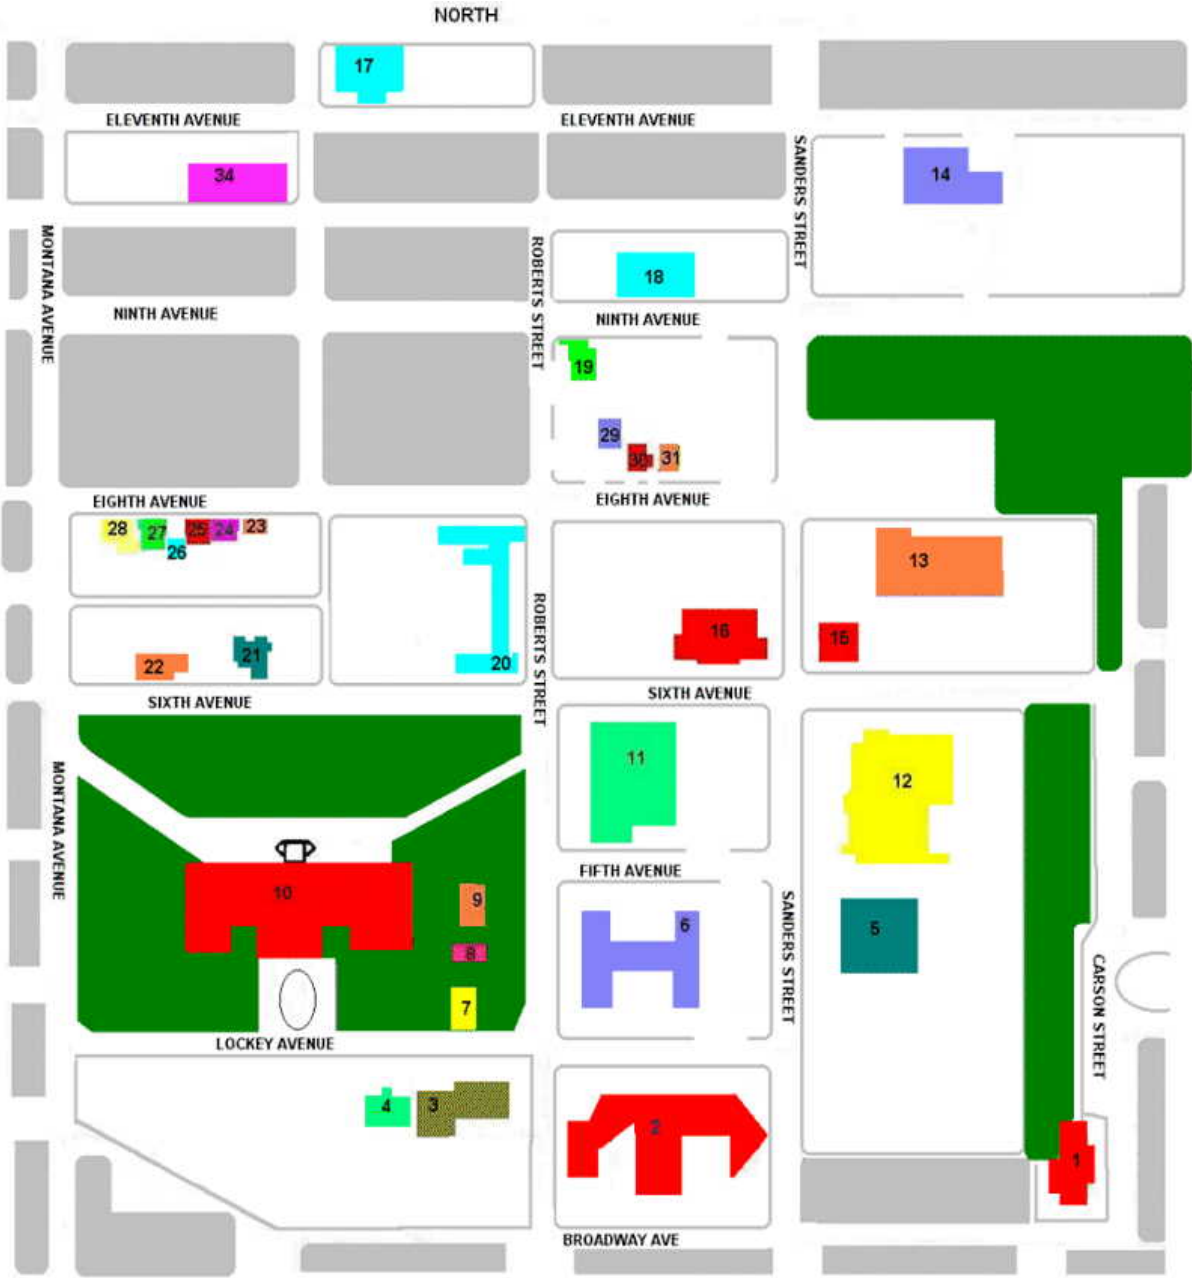 NORTH
17
ELEVENTH AVENUE
ELEVENTH AVENUE
34
SANDERS STREET
14
MONTANA AVENUE
ROBERTS STREET
18
NINTH AVENUE
NINTH AVENUE
19
29
30
31
EIGHTH AVENUE
EIGHTH AVENUE
28
27
26
25
24
23
13
ROBERTS STREET
16
15
22
21
20
SIXTH AVENUE
SIXTH AVENUE
11
12
MONTANA AVENUE
10
9
8
7
FIFTH AVENUE
6
SANDERS STREET
5
CARSON STREET
LOCKEY AVENUE
4
3
2
1
BROADWAY AVE